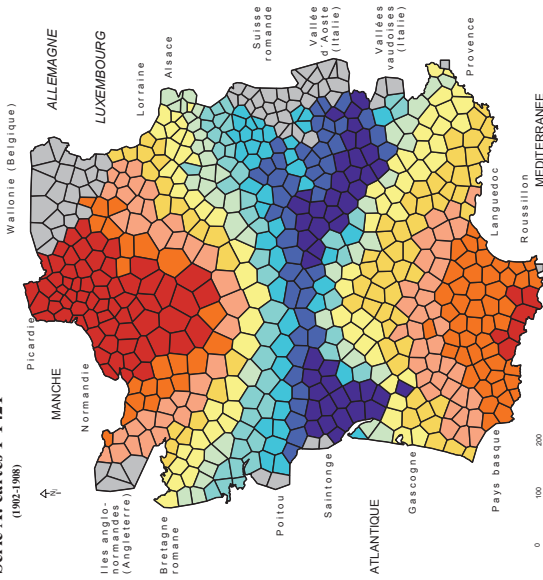 Série cartes
(1902-1908)
N
Wallonie (Belgique)
ALLEMAGNE
LUXEMBOURG
Lorraine
Alsace
Suisse
romande
Vallée
d'Aoste
(Italie)
Vallées
vaudoises
(Italie)
Provence
MEDITERRANEE
Languedoc
Roussillon
Picardie
MANCHE
Normandie
Iles anglo-
normandes
(Angleterre)
Bretagne
romane
Poitou
Saintonge
ATLANTIQUE
Gascogne
Pays basque
0 100 200